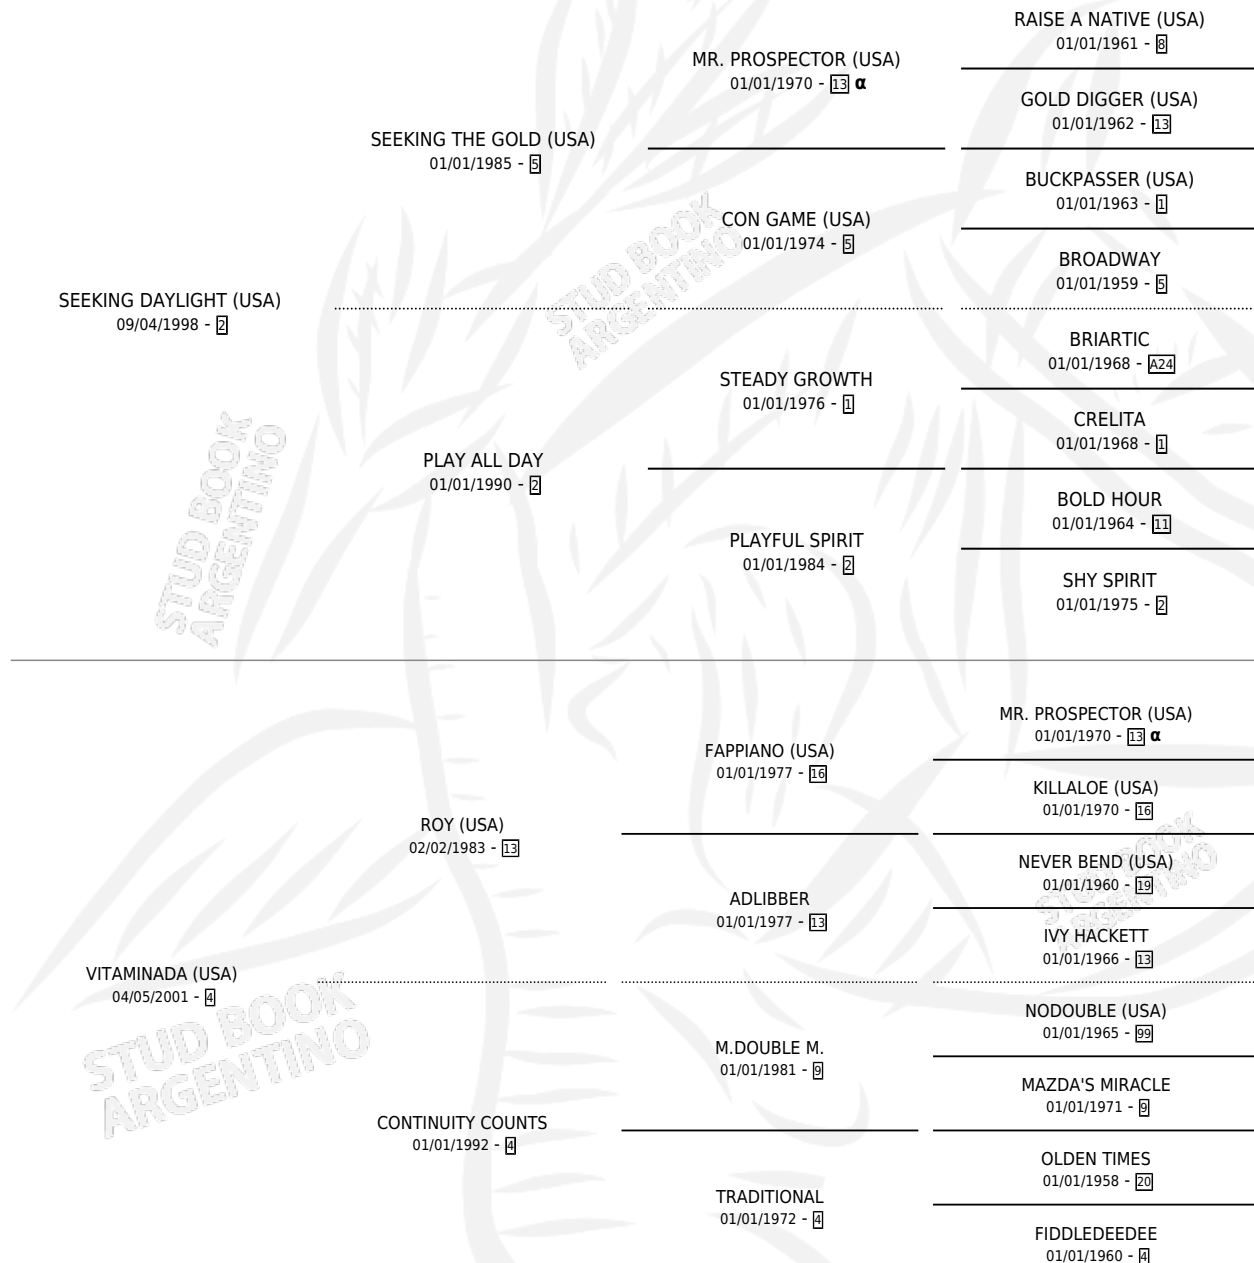 RAISE A NATIVE (USA)
01/01/1961 - 8
MR. PROSPECTOR (USA)
01/01/1970 - 13 α
GOLD DIGGER (USA)
01/01/1962 - 13
SEEKING THE GOLD (USA)
01/01/1985 - 5
BUCKPASSER (USA)
01/01/1963 - 1
CON GAME (USA)
01/01/1974 - 5
BROADWAY
01/01/1959 - 5
SEEKING DAYLIGHT (USA)
09/04/1998 - 2
BRIARTIC
01/01/1968 - A24
STEADY GROWTH
01/01/1976 - 1
CRELITA
01/01/1968 - 1
PLAY ALL DAY
01/01/1990 - 2
BOLD HOUR
01/01/1964 - 11
PLAYFUL SPIRIT
01/01/1984 - 2
SHY SPIRIT
01/01/1975 - 2
MR. PROSPECTOR (USA)
01/01/1970 - 13 α
FAPPIANO (USA)
01/01/1977 - 16
KILLALOE (USA)
01/01/1970 - 16
ROY (USA)
02/02/1983 - 13
NEVER BEND (USA)
01/01/1960 - 19
ADLIBBER
01/01/1977 - 13
IVY HACKETT
01/01/1966 - 13
VITAMINADA (USA)
04/05/2001 - 4
NODOUBLE (USA)
01/01/1965 - 99
M.DOUBLE M.
01/01/1981 - 9
MAZDA'S MIRACLE
01/01/1971 - 9
CONTINUITY COUNTS
01/01/1992 - 4
OLDEN TIMES
01/01/1958 - 20
TRADITIONAL
01/01/1972 - 4
FIDDLEDEEDEE
01/01/1960 - 4
STUD BOOK
ARGENTINO
STUD BOOK
ARGENTINO
STUD BOOK
ARGENTINO
STUD BOOK
ARGENTINO